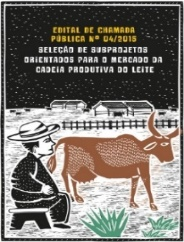 EDITAL DE CHAMADA
PÚBLICA Nº 04/2015
SELEÇÃO DE SUBPROJETOS
ORIENTADOS PARA O MERCADO DA
CADEIA PRODUTIVA DO LEITE